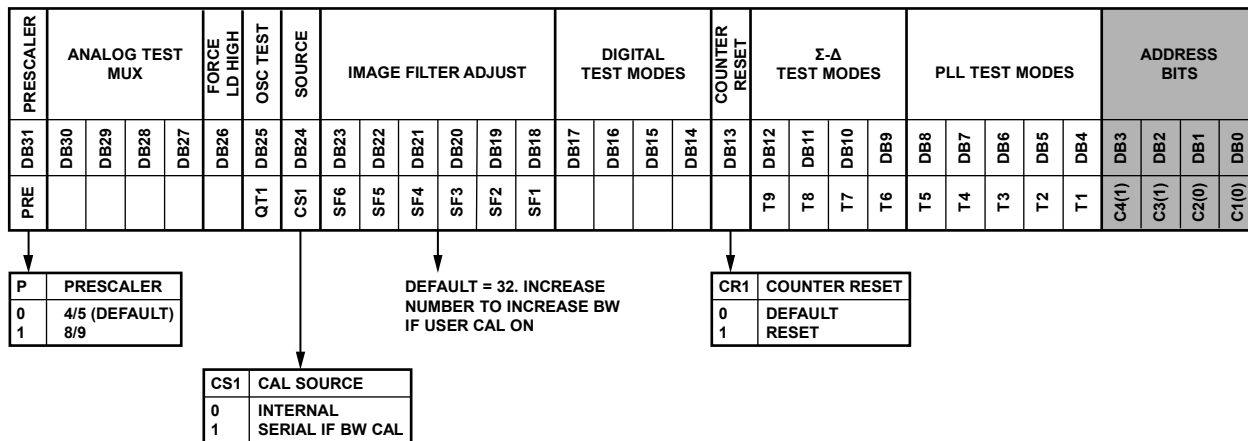 PRESCALER
ANALOG TEST
MUX
FORCE
LD HIGH
OSC TEST
SOURCE
IMAGE FILTER ADJUST
DIGITAL
TEST MODES
COUNTER
RESET
Σ-Δ
TEST MODES
PLL TEST MODES
ADDRESS
BITS
DB31 DB30 DB29 DB28 DB27 DB26 DB25 DB24 DB23 DB22 DB21 DB20 DB19 DB18 DB17 DB16 DB15 DB14 DB13 DB12 DB11 DB10 DB9 DB8 DB7 DB6 DB5 DB4 DB3 DB2 DB1 DB0
PRE QT1 CS1 SF6 SF5 SF4 SF3 SF2 SF1 T9 T8 T7 T6 T5 T4 T3 T2 T1 C4(1) C3(1) C2(0) C1(0)
P PRESCALER
0 4/5 (DEFAULT)
1 8/9
DEFAULT = 32. INCREASE
NUMBER TO INCREASE BW
IF USER CAL ON
CR1 COUNTER RESET
0 DEFAULT
1 RESET
CS1 CAL SOURCE
0 INTERNAL
1 SERIAL IF BW CAL